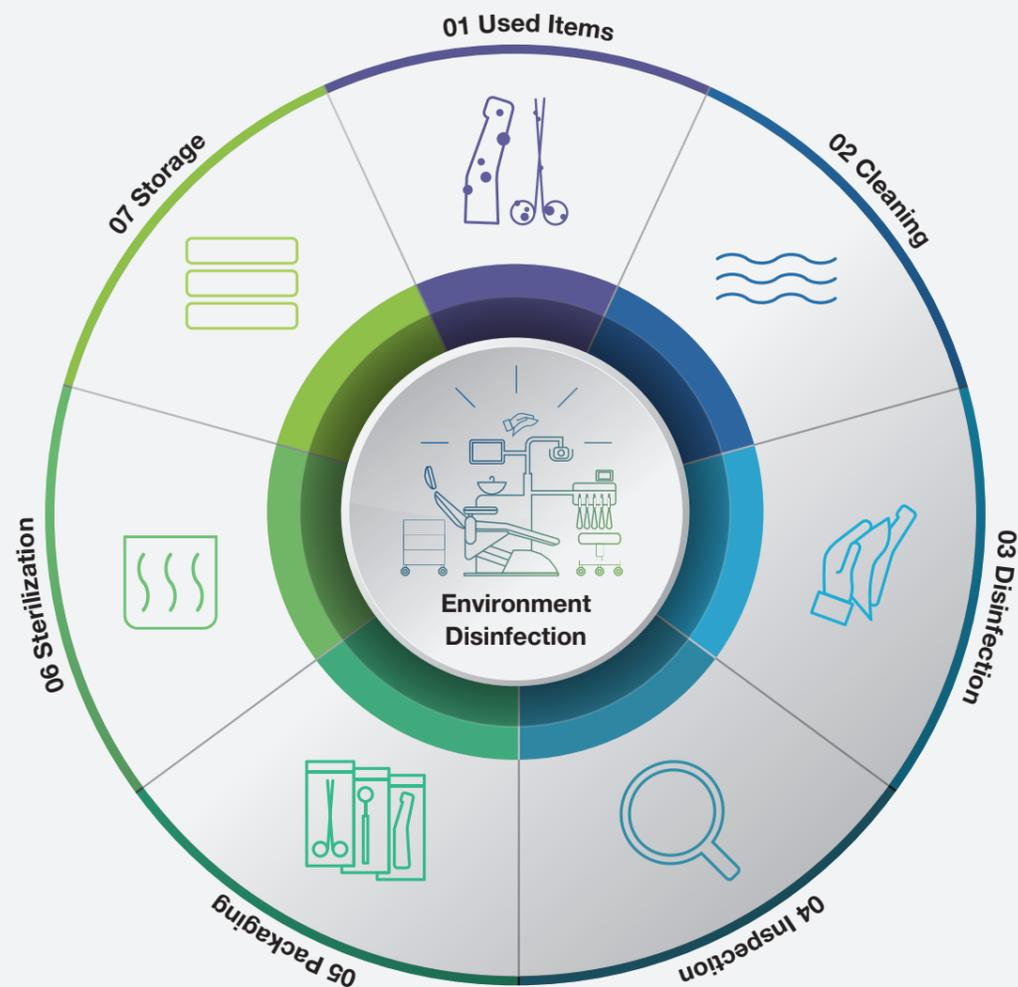 01 Used Items
02 Cleaning
03 Disinfection
04 Inspection
05 Packaging
06 Sterilization
07 Storage
Environment
Disinfection